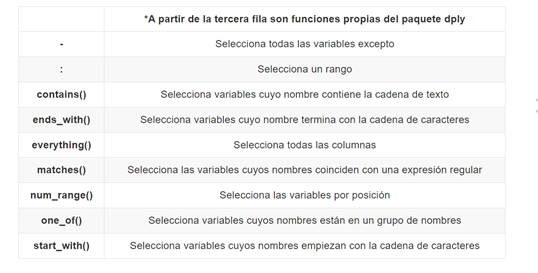 *A partir de la tercera fila son funciones propias del paquete dply
- Selecciona todas las variables excepto
: Selecciona un rango
contains() Selecciona variables cuyo nombre contiene la cadena de texto
ends_with() Selecciona variables cuyo nombre termina con la cadena de caracteres
everything() Selecciona todas las columnas
matches() Selecciona las variables cuyos nombres coinciden con una expresión regular
num_range() Selecciona las variables por posición
one_of() Selecciona variables cuyos nombres están en un grupo de nombres
start_with() Selecciona variables cuyos nombres empiezan con la cadena de caracteres